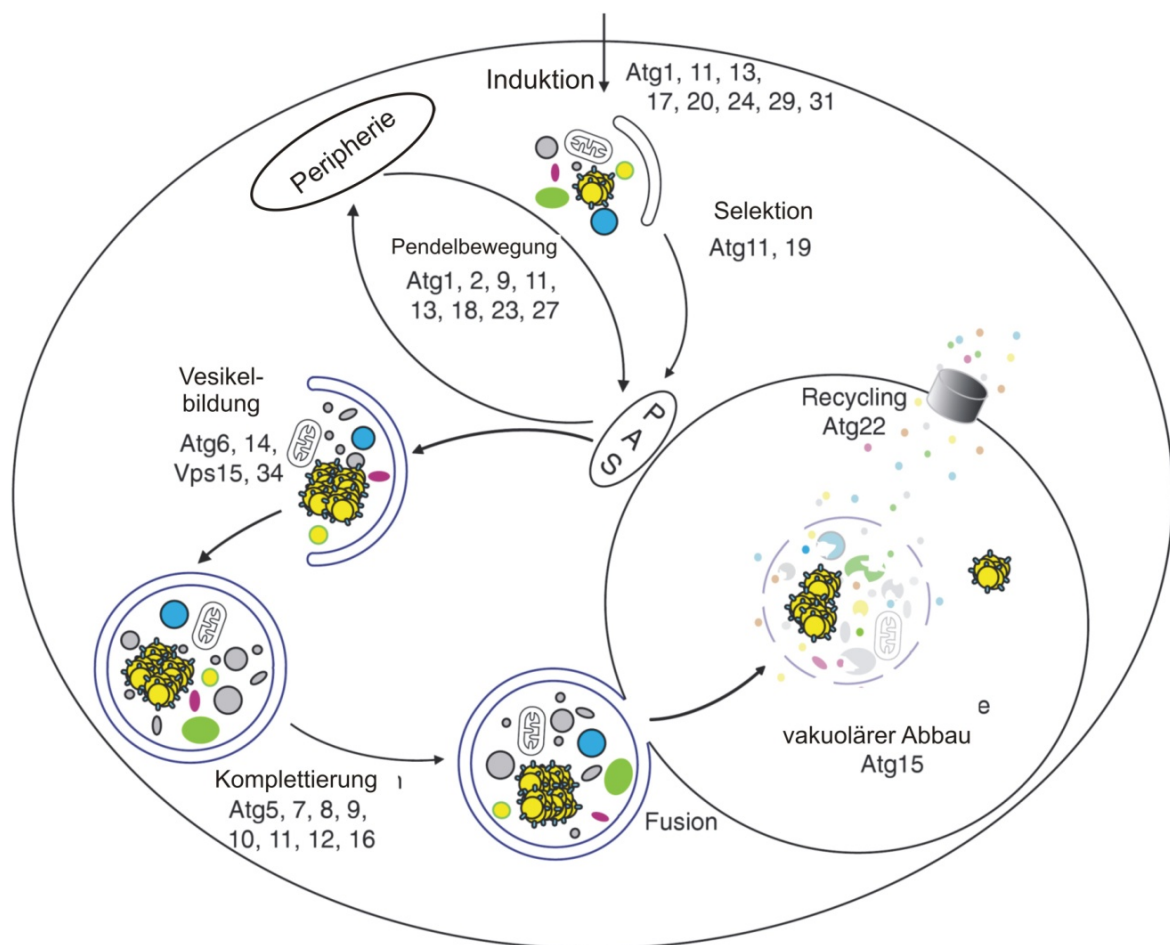 Induktion
Atg1, 11, 13,
17, 20, 24, 29, 31
Peripherie
Selektion
Atg11, 19
Pendelbewegung
Atg1, 2, 9, 11,
13, 18, 23, 27
PAS
Vesikel-
bildung
Atg6, 14,
Vps15, 34
Recycling
Atg22
e
vakuolärer Abbau
Atg15
Komplettierung
Atg5, 7, 8, 9,
10, 11, 12, 16
Fusion